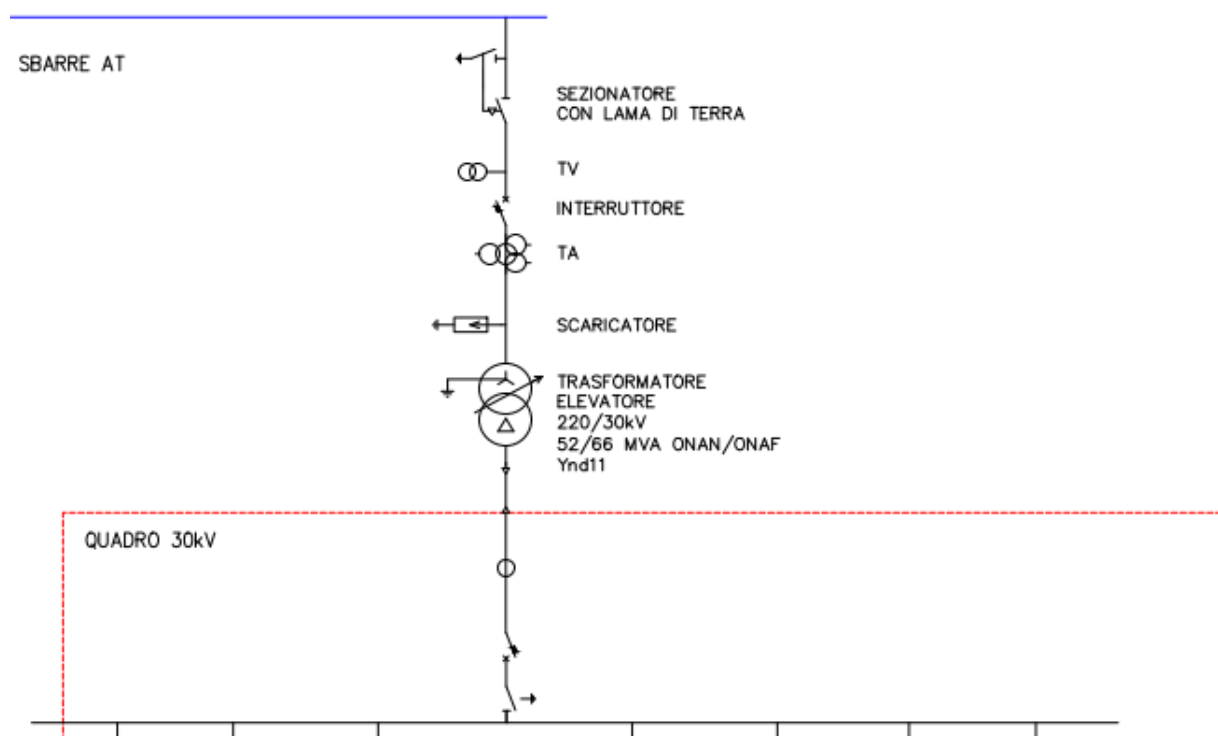 SBARRE AT
SEZIONATORE
CON LAMA DI TERRA
TV
INTERRUTTORE
TA
SCARICATORE
TRASFORMATORE
ELEVATORE
220/30kV
52/66 MVA ONAN/ONAF
Ynd11
QUADRO 30kV